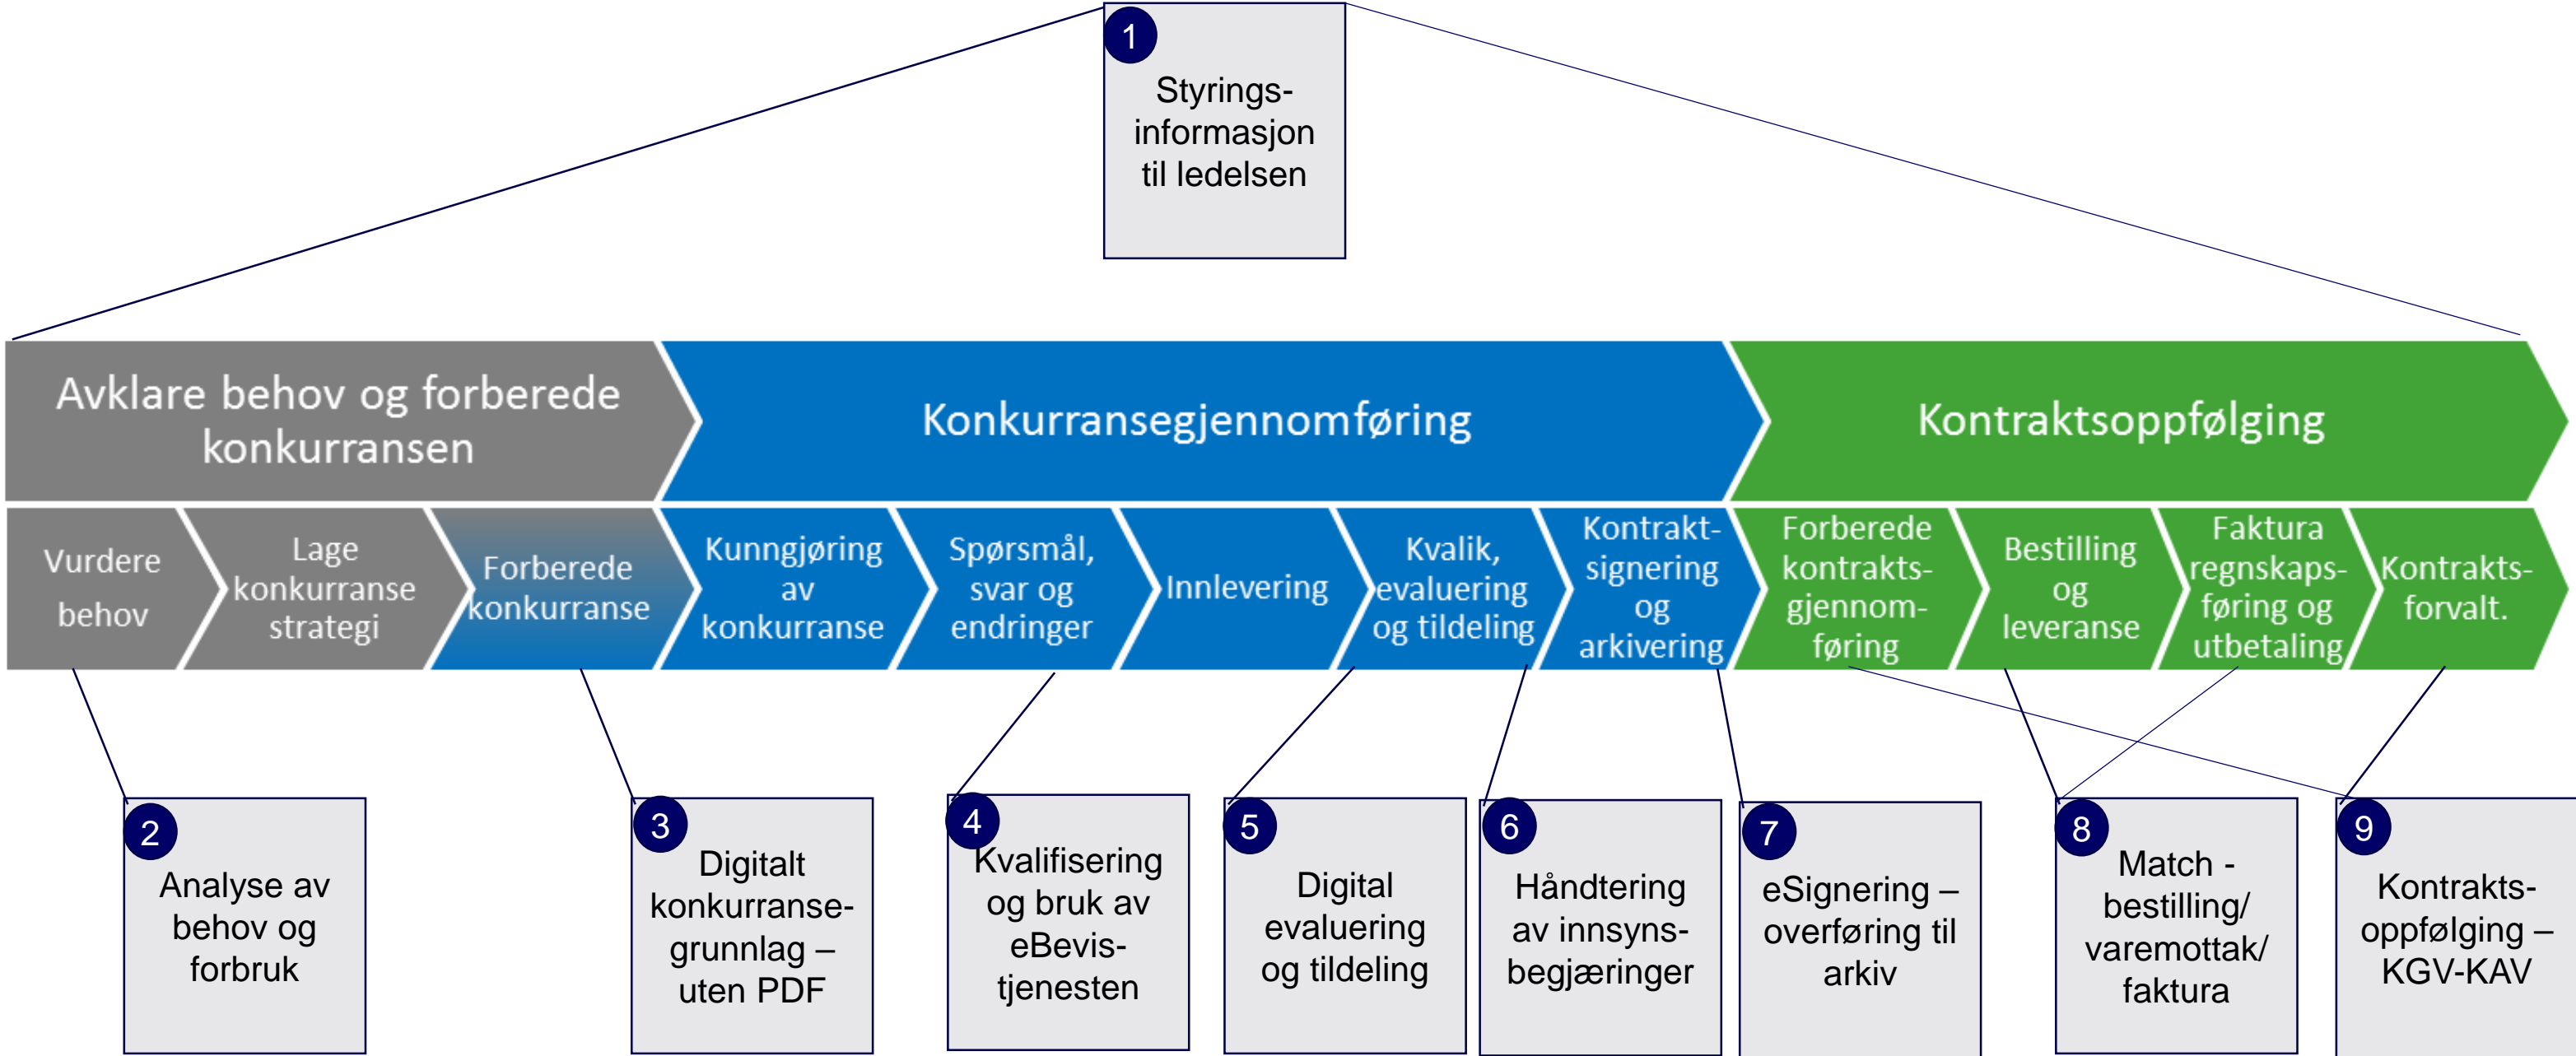 1
Styrings-
informasjon
til ledelsen
Avklare behov og forberede
konkurransen
Konkurransegjennomføring
Kontraktsoppfølging
Vurdere
behov
Lage
konkurranse
strategi
Forberede
konkurranse
Kunngjøring
av
konkurranse
Spørsmål,
svar og
endringer
Innlevering
Kvalik,
evaluering
og tildeling
Kontrakt-
signering
og
arkivering
Forberede
kontrakts-
gjennom-
føring
Bestilling
og
leveranse
Faktura
regnskaps-
føring og
utbetaling
Kontrakts-
forvalt.
2
Analyse av
behov og
forbruk
3
Digitalt
konkurranse-
grunnlag –
uten PDF
4
Kvalifisering
og bruk av
eBevis-
tjenesten
5
Digital
evaluering
og tildeling
6
Håndtering
av innsyns-
begjæringer
7
eSignering –
overføring til
arkiv
8
Match -
bestilling/
varemottak/
faktura
9
Kontrakts-
oppfølging –
KGV-KAV